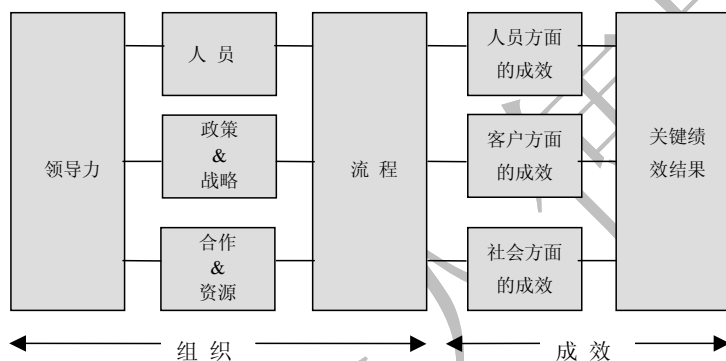 领导力
人 员
政策
&
战略
合作
&
资源
流 程
人员方面
的成效
客户方面
的成效
社会方面
的成效
关键绩
效结果
组 织
成 效